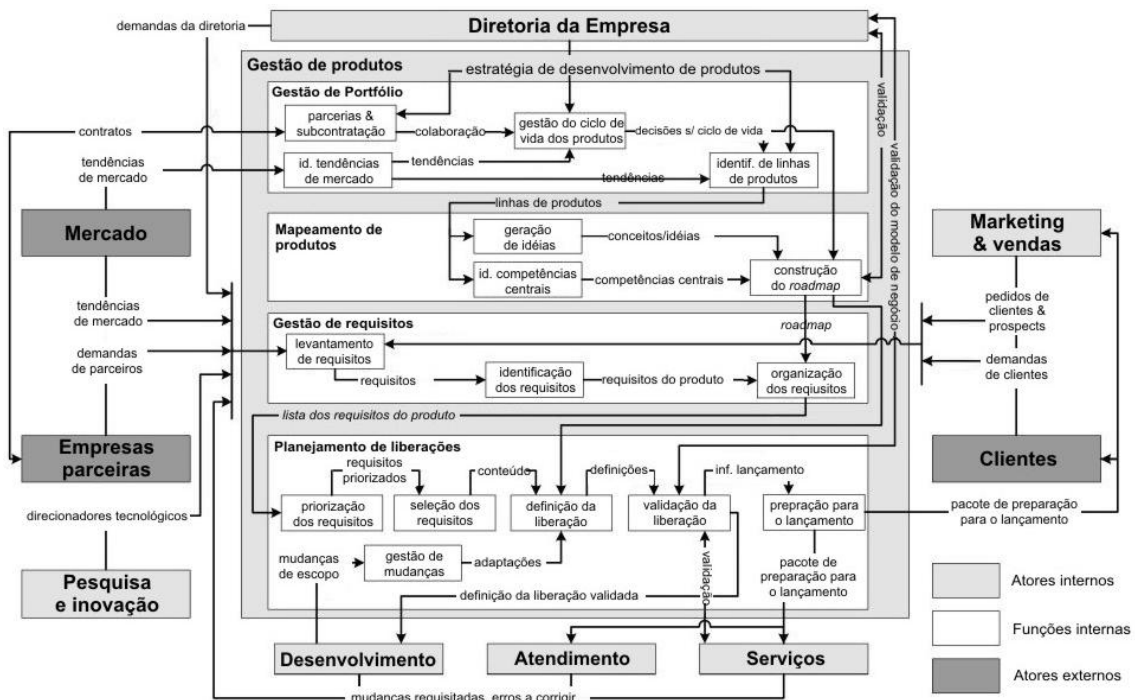 Diretoria da Empresa
demandas da diretoria
Gestão de produtos
estratégia de desenvolvimento de produtos
Gestão de Portfólio
parcerias &
subcontratação
colaboração
gestão do ciclo de
vida dos produtos
decisões s/ ciclo de vida
contratos
tendências
de mercado
id. tendências
de mercado
tendências
tendências
identif. de linhas
de produtos
validação
validação do modelo de negócio
linhas de produtos
Mercado
Mapeamento de
produtos
geração
de idéias
conceitos/idéias
id. competências
centrais
competências centrais
construção
do roadmap
Marketing
& vendas
tendências
de mercado
pedidos de
clientes &
prospects
Gestão de requisitos
roadmap
demandas
de parceiros
levantamento
de requisitos
requisitos
identificação
dos requisitos
requisitos do produto
organização
dos reqiusitos
demandas
de clientes
lista dos requisitos do produto
Empresas
parceiras
Planejamento de liberações
requisitos
priorizados
conteúdo
definições
inf. lançamento
Clientes
priorização
dos requisitos
seleção dos
requisitos
definição da
liberação
validação da
liberação
prepração para
o lançamento
pacote de preparação
para o lançamento
direcionadores tecnológicos
mudanças
de escopo
gestão de
mudanças
adaptações
validação
pacote de
preparação para
o lançamento
definição da liberação validada
Pesquisa
e inovação
Atores internos
Funções internas
Atores externos
Desenvolvimento
Atendimento
Serviços
mudanças requisitadas, erros a corrigir